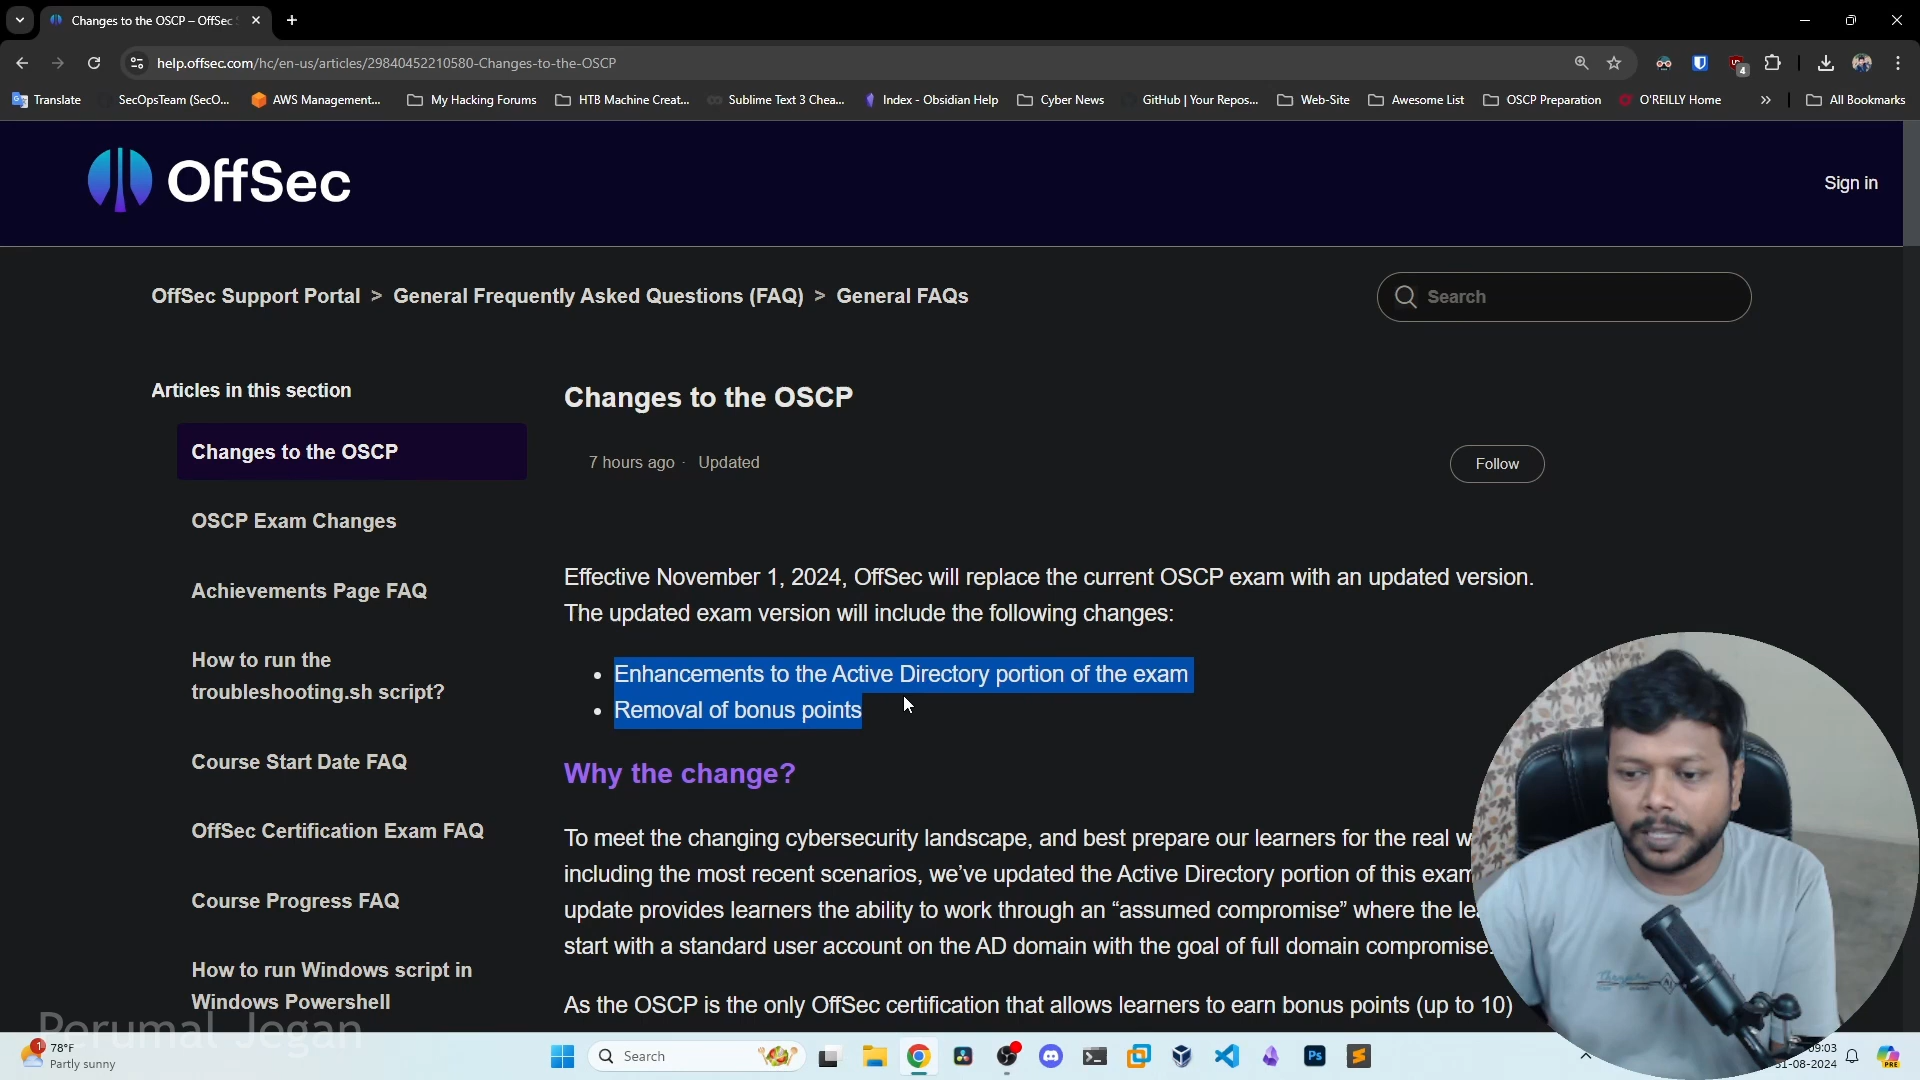 Changes to the OSCP – OffSec
help.offsec.com/hc/en-us/articles/29840452210580-Changes-to-the-OSCP
4
Translate
SecOpsTeam (SecO...
AWS Management...
My Hacking Forums
HTB Machine Creat...
Sublime Text 3 Chea...
Index - Obsidian Help
Cyber News
GitHub | Your Repos...
Web-Site
Awesome List
OSCP Preparation
O'REILLY Home
All Bookmarks
OffSec
Sign in
OffSec Support Portal > General Frequently Asked Questions (FAQ) > General FAQs
Search
Articles in this section
Changes to the OSCP
OSCP Exam Changes
Achievements Page FAQ
How to run the
troubleshooting.sh script?
Course Start Date FAQ
OffSec Certification Exam FAQ
Course Progress FAQ
How to run Windows script in
Windows Powershell
Changes to the OSCP
7 hours ago · Updated
Follow
Effective November 1, 2024, OffSec will replace the current OSCP exam with an updated version.
The updated exam version will include the following changes:
• Enhancements to the Active Directory portion of the exam
• Removal of bonus points
Why the change?
To meet the changing cybersecurity landscape, and best prepare our learners for the real
including the most recent scenarios, we've updated the Active Directory portion of this exam
update provides learners the ability to work through an “assumed compromise” where the
start with a standard user account on the AD domain with the goal of full domain compromise.
As the OSCP is the only OffSec certification that allows learners to earn bonus points (up to 10)
Perumal Jegan
1
78°F
Partly sunny
Search
Ps
09:03
31-08-2024
PRE